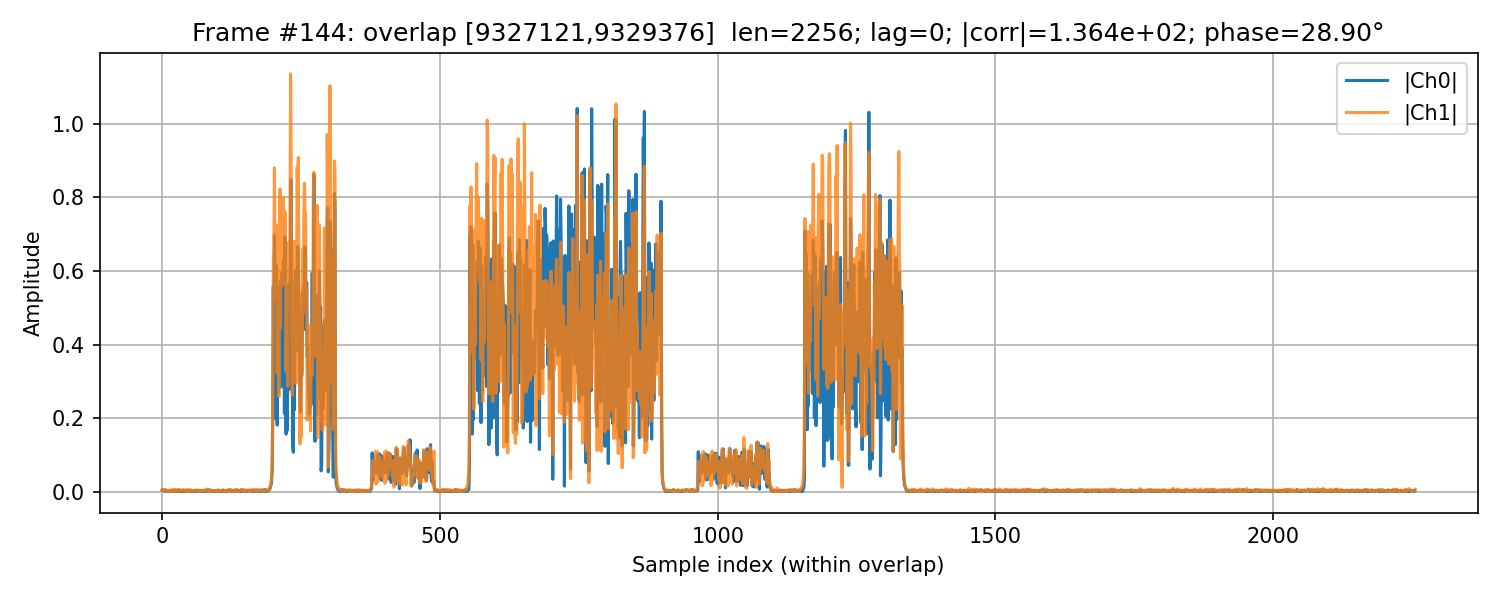 Frame #144: overlap [9327121,9329376]  len=2256; lag=0; |corr|=1.364e+02; phase=28.90°
|Ch0|
|Ch1|
Amplitude
1.0
0.8
0.6
0.4
0.2
0.0
0 500 1000 1500 2000
Sample index (within overlap)